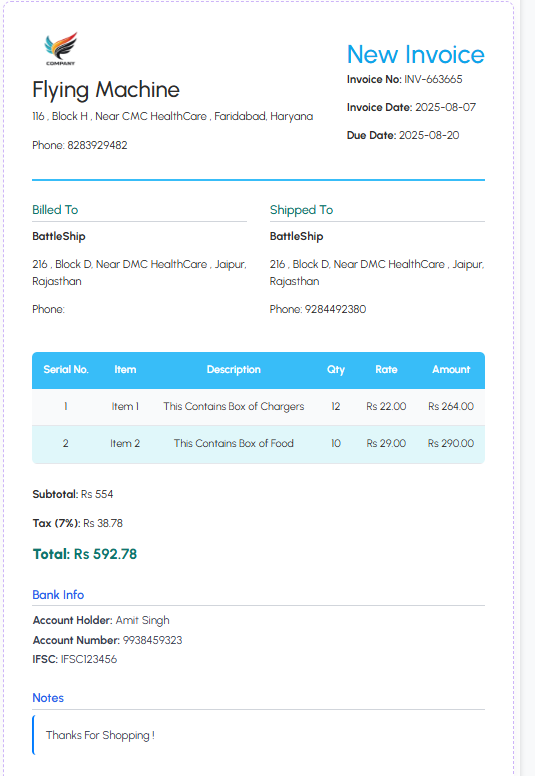 COMPANY
Flying Machine
116 , Block H , Near CMC HealthCare , Faridabad, Haryana
Phone: 8283929482
New Invoice
Invoice No: INV-663665
Invoice Date: 2025-08-07
Due Date: 2025-08-20
Billed To
BattleShip
216 , Block D, Near DMC HealthCare , Jaipur,
Rajasthan
Phone:
Shipped To
BattleShip
216 , Block D, Near DMC HealthCare , Jaipur,
Rajasthan
Phone: 9284492380
Serial No. Item Description Qty Rate Amount
1 Item 1 This Contains Box of Chargers 12 Rs 22.00 Rs 264.00
2 Item 2 This Contains Box of Food 10 Rs 29.00 Rs 290.00
Subtotal: Rs 554
Tax (7%): Rs 38.78
Total: Rs 592.78
Bank Info
Account Holder: Amit Singh
Account Number: 9938459323
IFSC: IFSC123456
Notes
Thanks For Shopping !